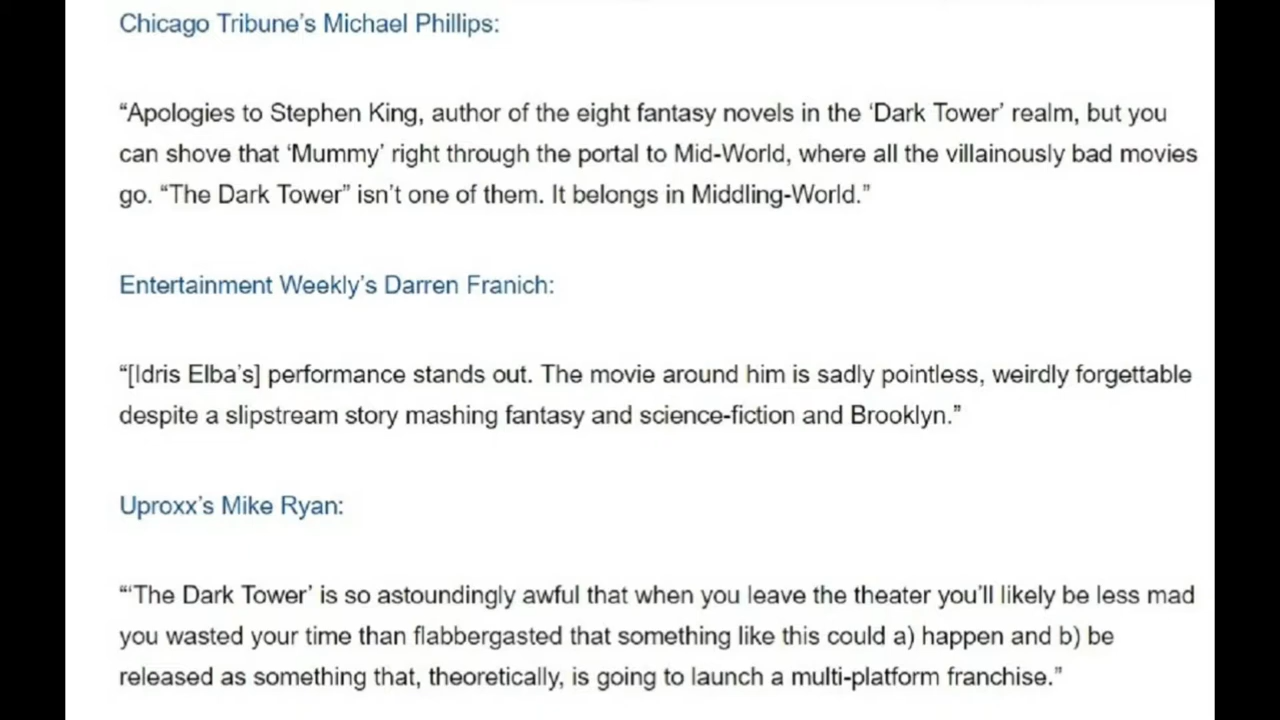 Chicago Tribune’s Michael Phillips:
“Apologies to Stephen King, author of the eight fantasy novels in the ‘Dark Tower’ realm, but you
can shove that ‘Mummy’ right through the portal to Mid-World, where all the villainously bad movies
go. “The Dark Tower” isn’t one of them. It belongs in Middling-World.”
Entertainment Weekly’s Darren Franich:
“[Idris Elba’s] performance stands out. The movie around him is sadly pointless, weirdly forgettable
despite a slipstream story mashing fantasy and science-fiction and Brooklyn.”
Uproxx’s Mike Ryan:
“‘The Dark Tower’ is so astoundingly awful that when you leave the theater you’ll likely be less mad
you wasted your time than flabbergasted that something like this could a) happen and b) be
released as something that, theoretically, is going to launch a multi-platform franchise.”